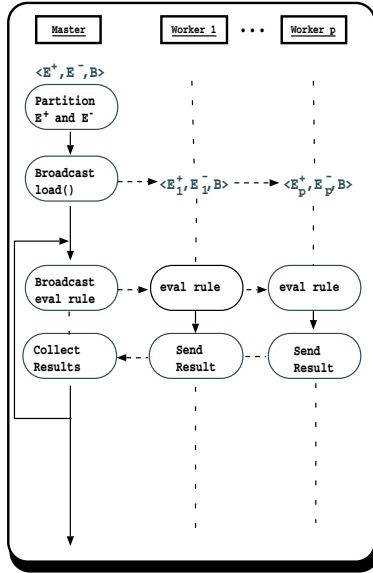 Master Worker 1 ... Worker p
<E⁺,E⁻,B>
Partition
E⁺ and E⁻
Broadcast
load()
<E₁⁺,E₁⁻,B>
<Eₚ⁺,Eₚ⁻,B>
Broadcast
eval rule
eval rule
eval rule
Collect
Results
Send
Result
Send
Result